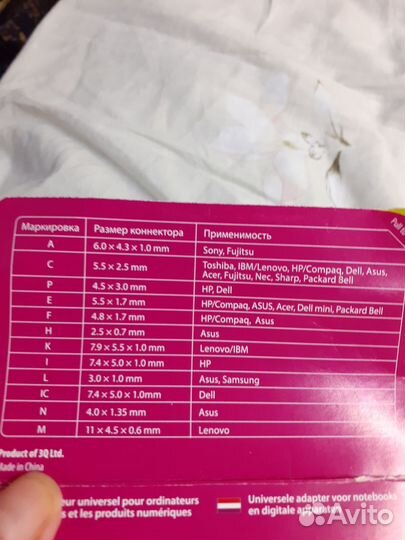 Pull
Маркировка Размер коннектора Применимость
A 6.0 × 4.3 × 1.0 mm Sony, Fujitsu
C 5.5 × 2.5 mm Toshiba, IBM/Lenovo, HP/Compaq, Dell, Asus,
Acer, Fujitsu, Nec, Sharp, Packard Bell
P 4.5 × 3.0 mm HP, Dell
E 5.5 × 1.7 mm HP/Compaq, ASUS, Acer, Dell mini, Packard Bell
F 4.8 × 1.7 mm HP/Compaq, Asus
H 2.5 × 0.7 mm Asus
K 7.9 × 5.5 × 1.0 mm Lenovo/IBM
I 7.4 × 5.0 × 1.0 mm HP
L 3.0 × 1.0 mm Asus, Samsung
IC 7.4 × 5.0 × 1.0mm Dell
N 4.0 × 1.35 mm Asus
M 11 × 4.5 × 0.6 mm Lenovo
Product of 3Q Ltd.
Made in China
eur universel pour ordinateurs
s et les produits numériques
Universele adapter voor notebooks
en digitale apparaten
Avito